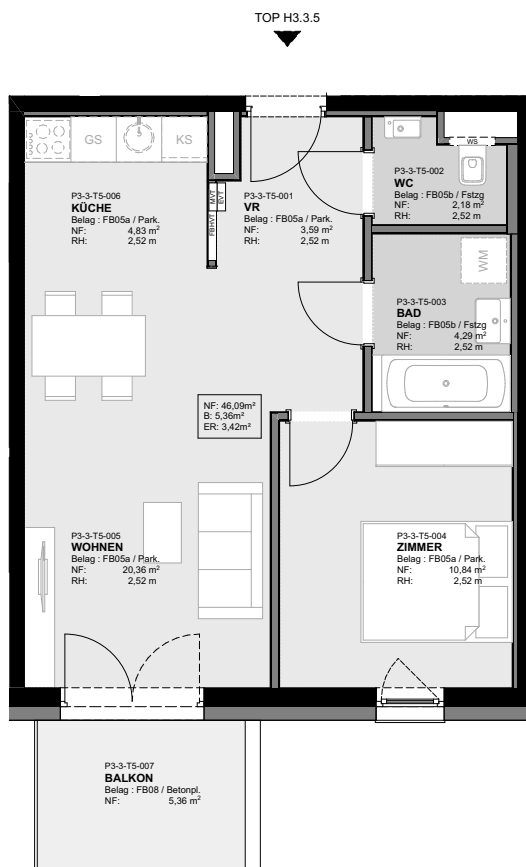 TOP H3.3.5
GS
KS
P3-3-T5-006
KÜCHE
Belag : FB05a / Park.
NF: 4,83 m²
RH: 2,52 m
MVT
EVT
FBHVT
P3-3-T5-001
VR
Belag : FB05a / Park.
NF: 3,59 m²
RH: 2,52 m
WS
P3-3-T5-002
WC
Belag : FB05b / Fstzg
NF: 2,18 m²
RH: 2,52 m
WM
P3-3-T5-003
BAD
Belag : FB05b / Fstzg
NF: 4,29 m²
RH: 2,52 m
NF: 46,09m²
B: 5,36m²
ER: 3,42m²
P3-3-T5-005
WOHNEN
Belag : FB05a / Park.
NF: 20,36 m²
RH: 2,52 m
P3-3-T5-004
ZIMMER
Belag : FB05a / Park.
NF: 10,84 m²
RH: 2,52 m
P3-3-T5-007
BALKON
Belag : FB08 / Betonpl.
NF: 5,36 m²